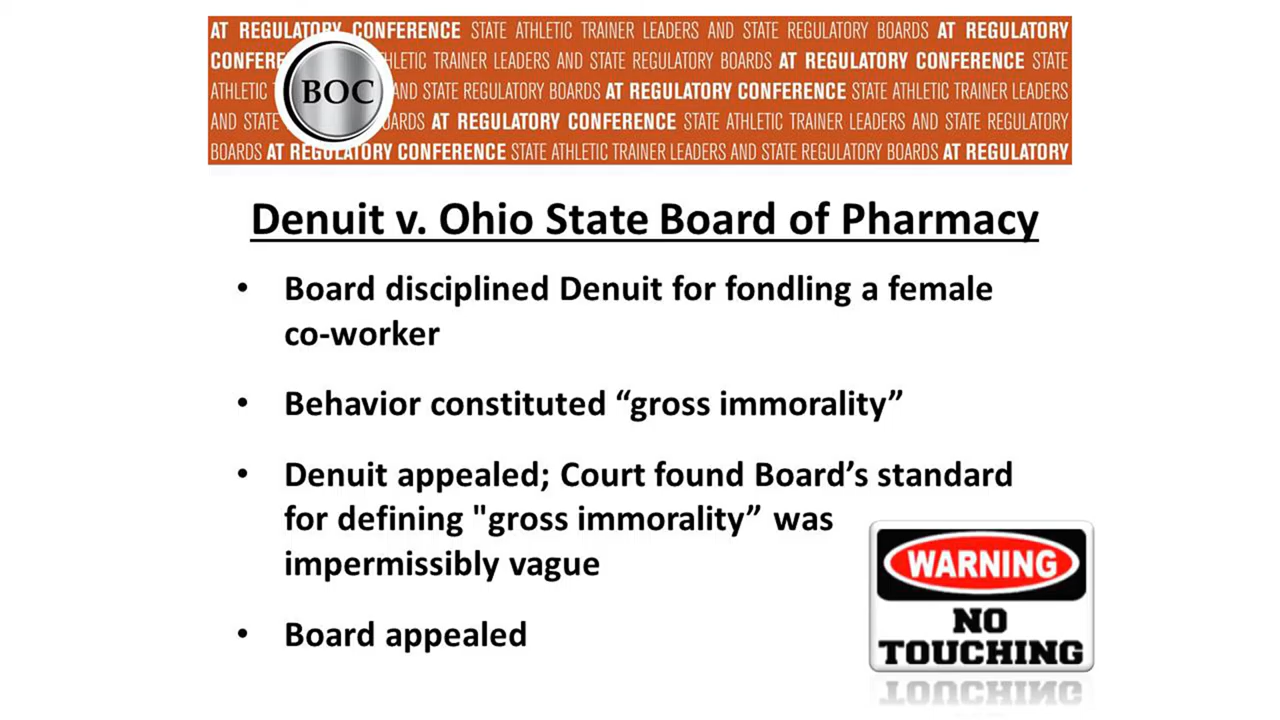 AT REGULATORY CONFERENCE STATE ATHLETIC TRAINER LEADERS AND STATE REGULATORY BOARDS AT REGULATORY
CONFERE HLETIC TRAINER LEADERS AND STATE REGULATORY BOARDS AT REGULATORY CONFERENCE STATE
ATHLETIC T AND STATE REGULATORY BOARDS AT REGULATORY CONFERENCE STATE ATHLETIC TRAINER LEADERS
AND STATE ARDS AT REGULATORY CONFERENCE STATE ATHLETIC TRAINER LEADERS AND STATE REGULATORY
BOARDS AT REGULATORY CONFERENCE STATE ATHLETIC TRAINER LEADERS AND STATE REGULATORY BOARDS AT REGULATORY
BOC
Denuit v. Ohio State Board of Pharmacy
• Board disciplined Denuit for fondling a female
co-worker
• Behavior constituted “gross immorality”
• Denuit appealed; Court found Board’s standard
for defining "gross immorality” was
impermissibly vague
• Board appealed
WARNING
NO
TOUCHING